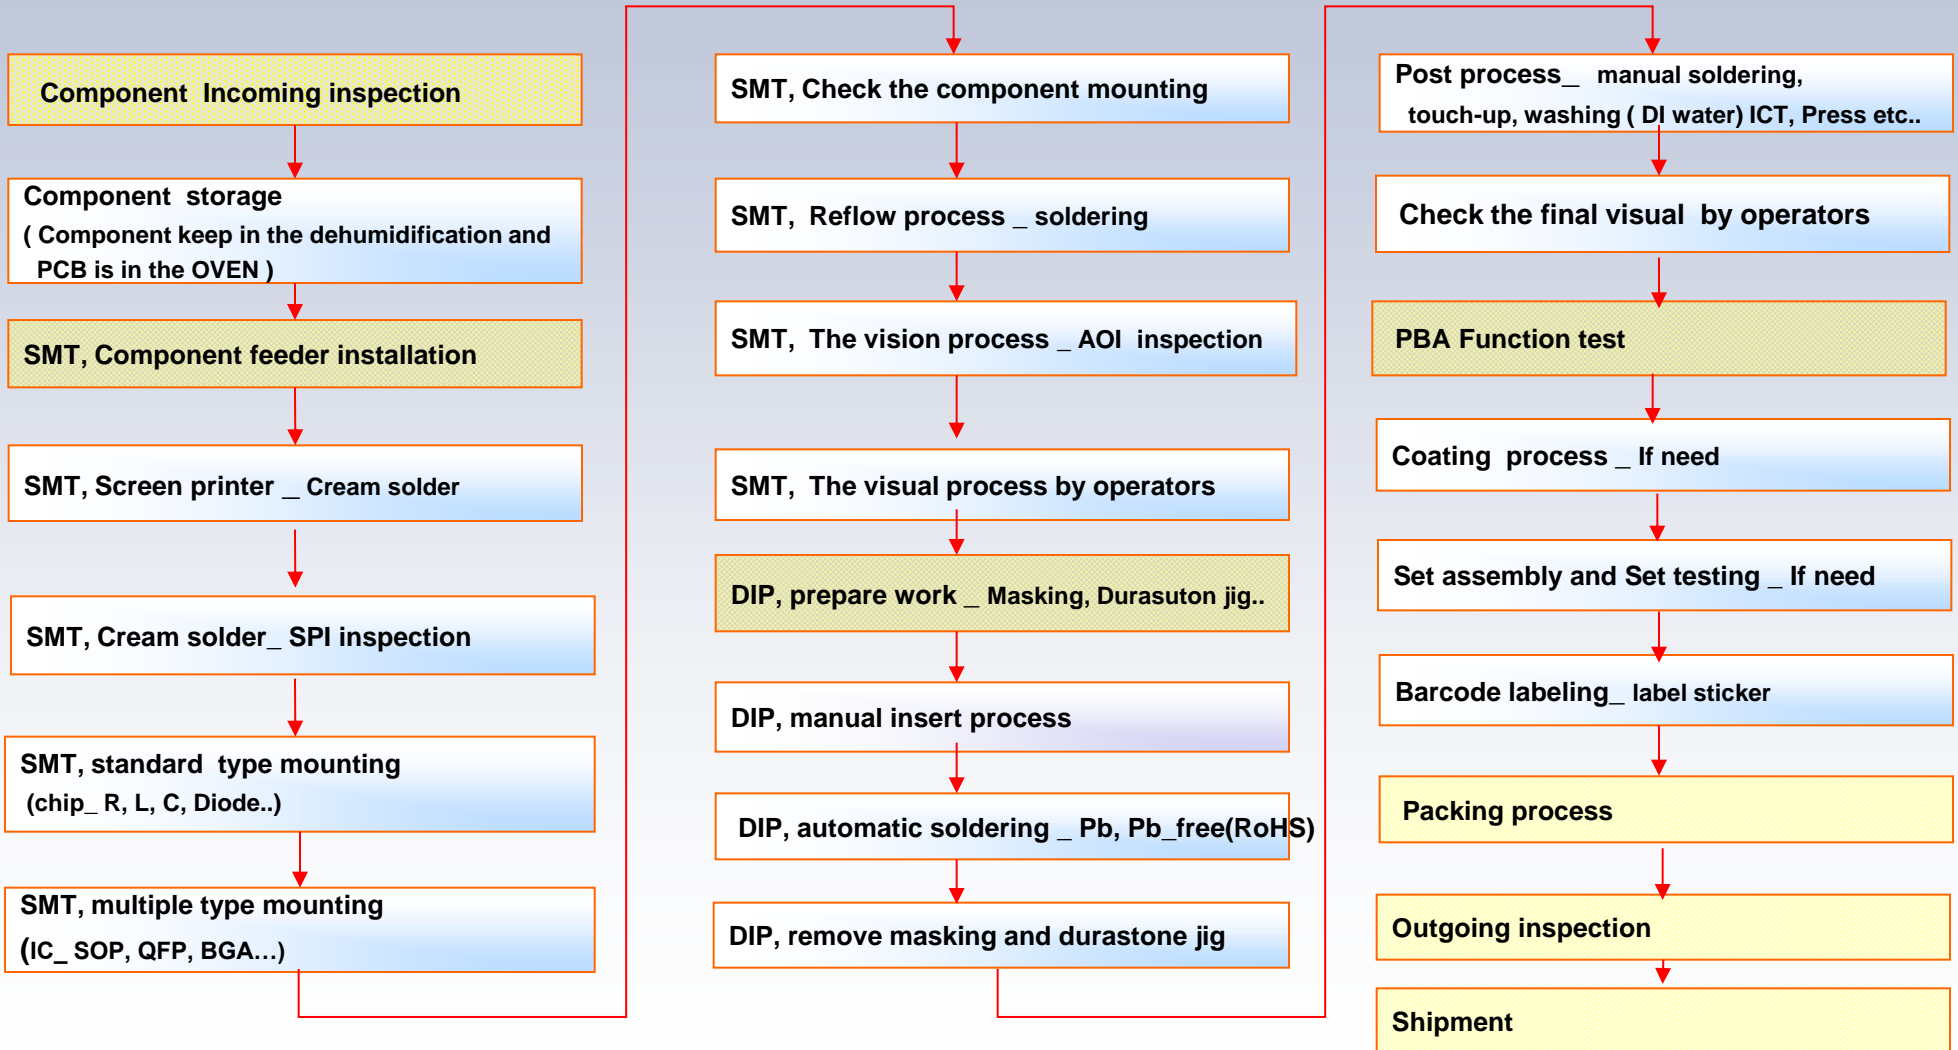 Component Incoming inspection
Component storage
( Component keep in the dehumidification and
PCB is in the OVEN )
SMT, Component feeder installation
SMT, Screen printer _ Cream solder
SMT, Cream solder_ SPI inspection
SMT, standard type mounting
(chip_ R, L, C, Diode..)
SMT, multiple type mounting
(IC_ SOP, QFP, BGA...)
SMT, Check the component mounting
SMT, Reflow process _ soldering
SMT, The vision process _ AOI inspection
SMT, The visual process by operators
DIP, prepare work _ Masking, Durasuton jig..
DIP, manual insert process
DIP, automatic soldering _ Pb, Pb_free(RoHS)
DIP, remove masking and durastone jig
Post process_ manual soldering,
touch-up, washing ( DI water) ICT, Press etc..
Check the final visual by operators
PBA Function test
Coating process _ If need
Set assembly and Set testing _ If need
Barcode labeling_ label sticker
Packing process
Outgoing inspection
Shipment